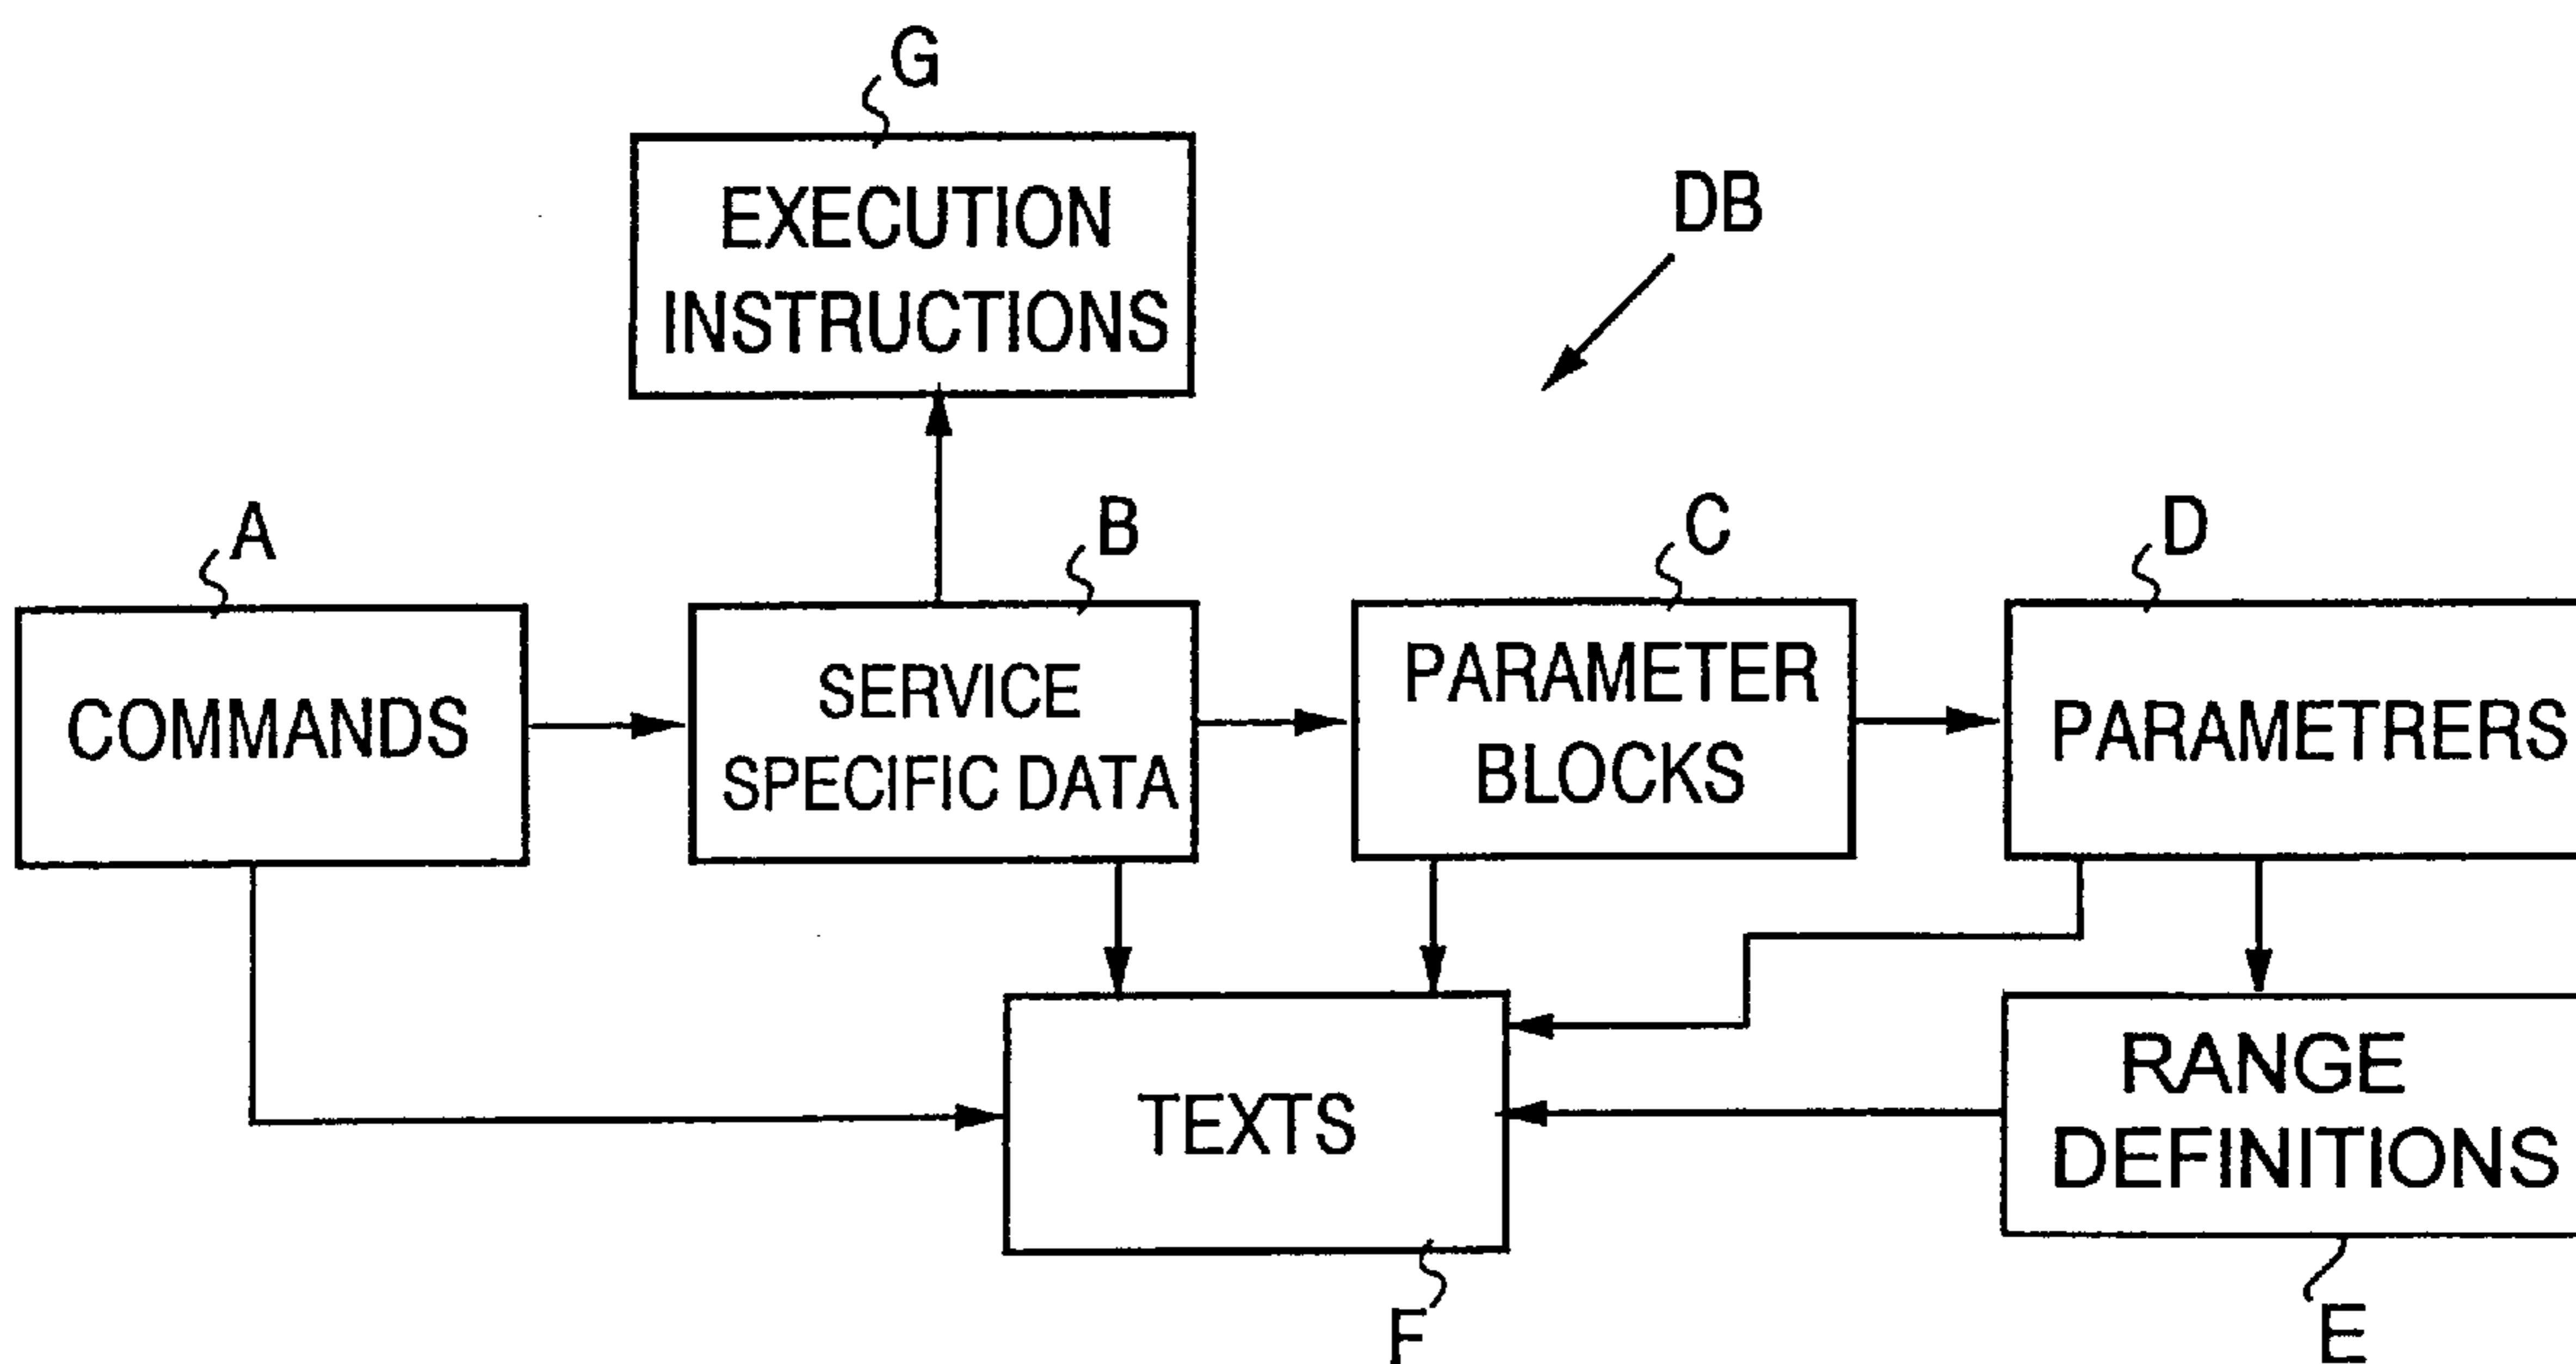 G
EXECUTION
INSTRUCTIONS
DB
A
COMMANDS
B
SERVICE
SPECIFIC DATA
C
PARAMETER
BLOCKS
D
PARAMETRERS
TEXTS
F
RANGE
DEFINITIONS
E